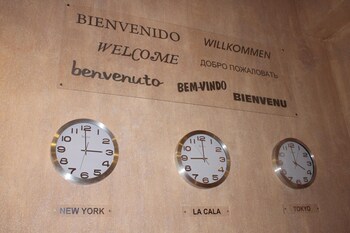 BIENVENIDO
WILLKOMMEN
WELCOME
ДОБРО ПОЖАЛОВАТЬ
benvenuto
BEM-VINDO
BIENVENU
NEW YORK
LA CALA
TOKYO